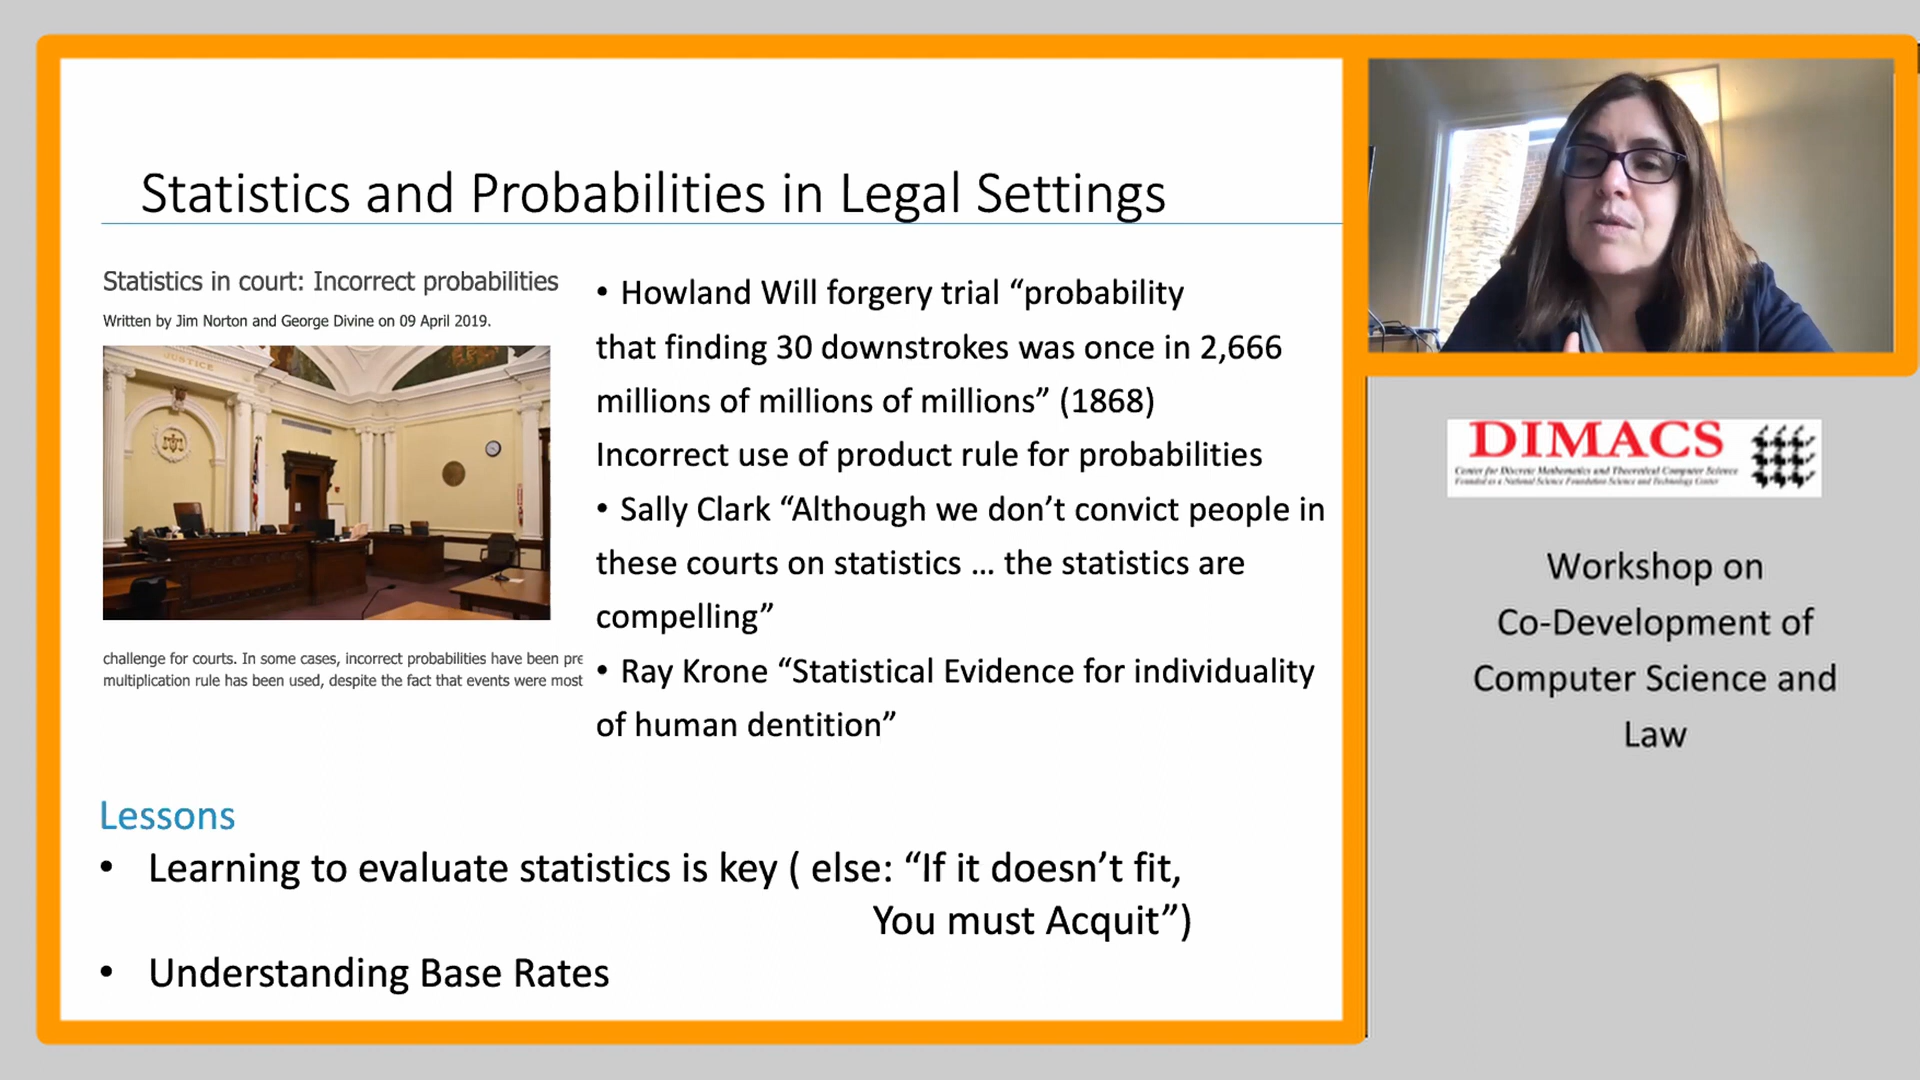 Statistics and Probabilities in Legal Settings
Statistics in court: Incorrect probabilities
Written by Jim Norton and George Divine on 09 April 2019.
JUSTICE
challenge for courts. In some cases, incorrect probabilities have been pre
multiplication rule has been used, despite the fact that events were most
• Howland Will forgery trial “probability
that finding 30 downstrokes was once in 2,666
millions of millions of millions” (1868)
Incorrect use of product rule for probabilities
• Sally Clark “Although we don’t convict people in
these courts on statistics ... the statistics are
compelling”
• Ray Krone “Statistical Evidence for individuality
of human dentition”
Lessons
• Learning to evaluate statistics is key ( else: “If it doesn’t fit,
You must Acquit”)
• Understanding Base Rates
DIMACS
Center for Discrete Mathematics and Theoretical Computer Science
Founded as a National Science Foundation Science and Technology Center
Workshop on
Co-Development of
Computer Science and
Law